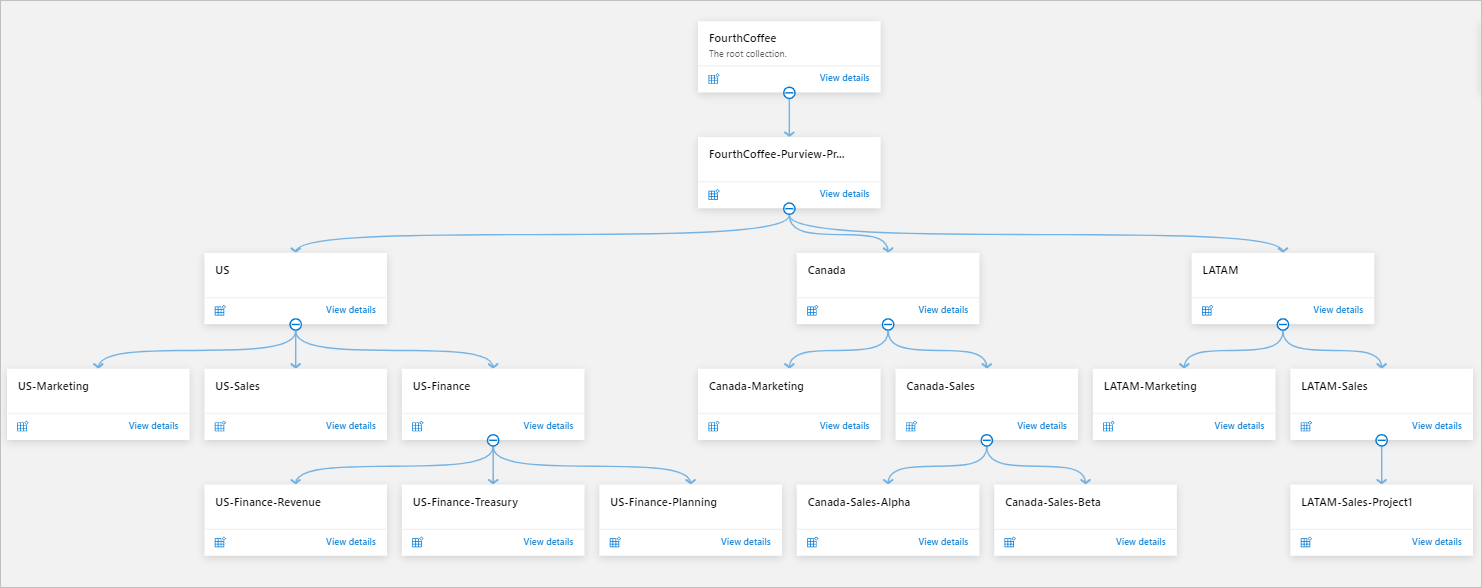 FourthCoffee
The root collection.
View details
FourthCoffee-Purview-Pr...
View details
US
View details
Canada
View details
LATAM
View details
US-Marketing
View details
US-Sales
View details
US-Finance
View details
Canada-Marketing
View details
Canada-Sales
View details
LATAM-Marketing
View details
LATAM-Sales
View details
US-Finance-Revenue
View details
US-Finance-Treasury
View details
US-Finance-Planning
View details
Canada-Sales-Alpha
View details
Canada-Sales-Beta
View details
LATAM-Sales-Project1
View details